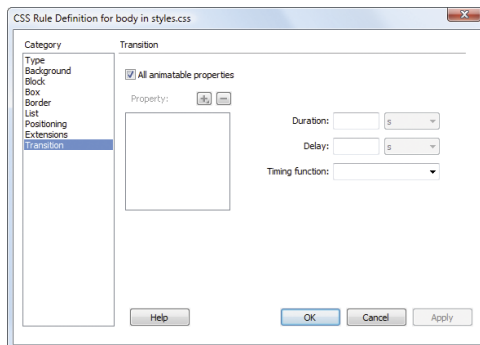 CSS Rule Definition for body in styles.css
Category
Transition
Type
Background
Block
Box
Border
List
Positioning
Extensions
Transition
All animatable properties
Property:
Duration: s
Delay: s
Timing function:
Help OK Cancel Apply